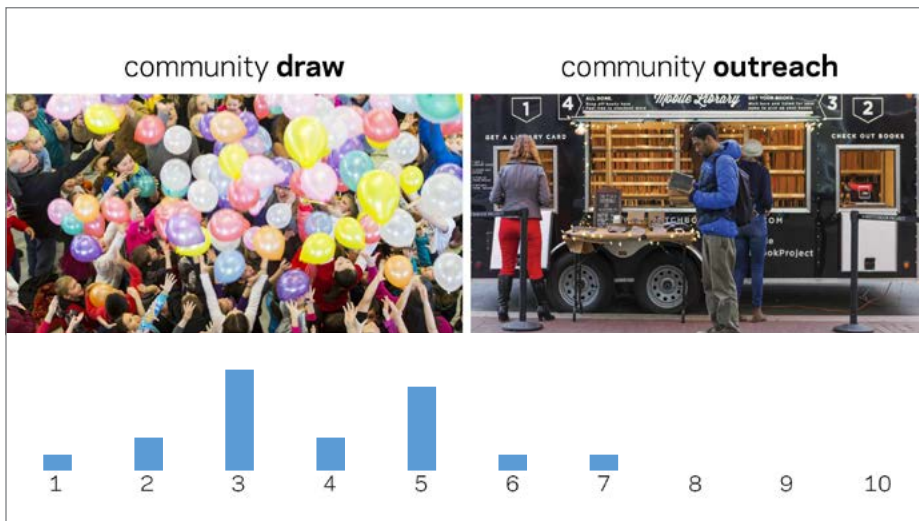 community draw
community outreach
1
4
ALL DONE.
Mobile Library
3
2
GET A LIBRARY CARD
GET YOUR BOOKS.
CHECK OUT BOOKS
1 2 3 4 5 6 7 8 9 10